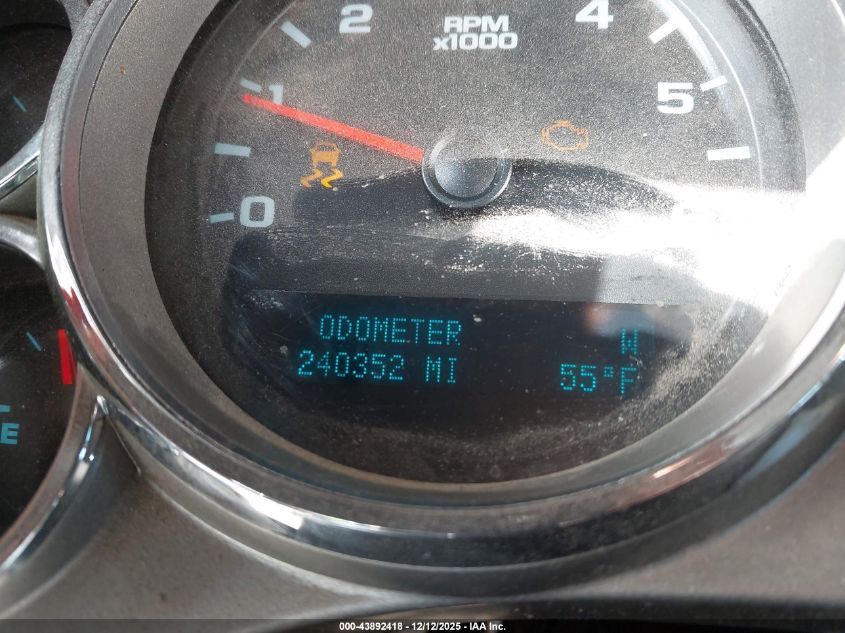 2
RPM
x1000
4
1
5
0
ODOMETER W
240352 MI 55°F
E
000-43892418 - 12/12/2025 - IAA Inc.